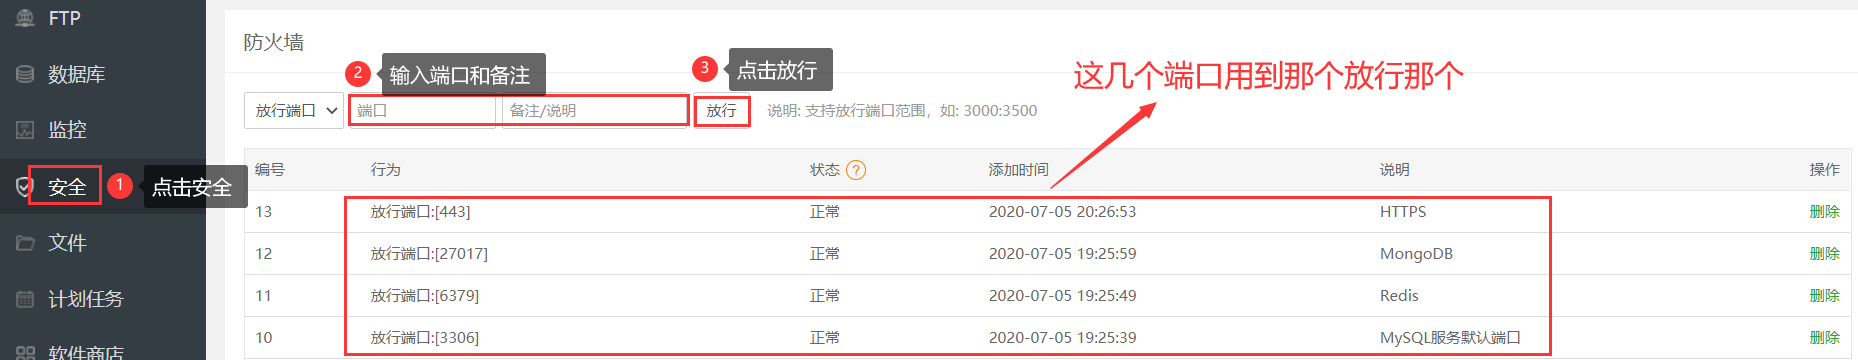 FTP
数据库
监控
安全
1
点击安全
文件
计划任务
软件商店
防火墙
2
输入端口和备注
3
点击放行
这几个端口用到那个放行那个
放行端口
端口
备注/说明
放行
说明: 支持放行端口范围，如: 3000:3500
编号 行为 状态 ? 添加时间 说明 操作
13 放行端口:[443] 正常 2020-07-05 20:26:53 HTTPS 删除
12 放行端口:[27017] 正常 2020-07-05 19:25:59 MongoDB 删除
11 放行端口:[6379] 正常 2020-07-05 19:25:49 Redis 删除
10 放行端口:[3306] 正常 2020-07-05 19:25:39 MySQL服务默认端口 删除